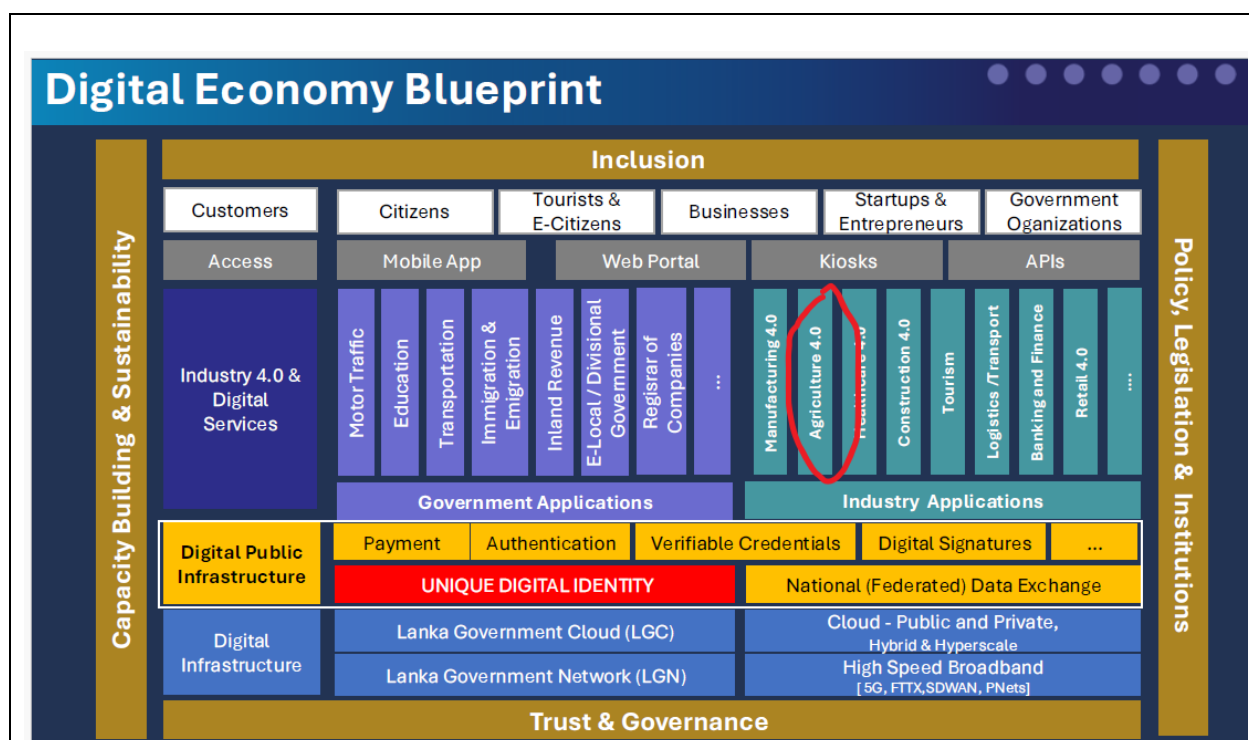 Digital Economy Blueprint
Capacity Building & Sustainability
Inclusion
Customers
Citizens
Tourists &
E-Citizens
Businesses
Startups &
Entrepreneurs
Government
Oganizations
Access
Mobile App
Web Portal
Kiosks
APIs
Industry 4.0 &
Digital
Services
Motor Traffic
Education
Transportation
Immigration &
Emigration
Inland Revenue
E-Local / Divisional
Government
Regisrar of
Companies
...
Government Applications
Manufacturing 4.0
Agriculture 4.0
Healthcare 4.0
Construction 4.0
Tourism
Logistics /Transport
Banking and Finance
Retail 4.0
....
Industry Applications
Digital Public
Infrastructure
Payment
Authentication
Verifiable Credentials
Digital Signatures
...
UNIQUE DIGITAL IDENTITY
National (Federated) Data Exchange
Digital
Infrastructure
Lanka Government Cloud (LGC)
Cloud - Public and Private,
Hybrid & Hyperscale
Lanka Government Network (LGN)
High Speed Broadband
[ 5G, FTTX,SDWAN, PNets]
Trust & Governance
Policy, Legislation & Institutions